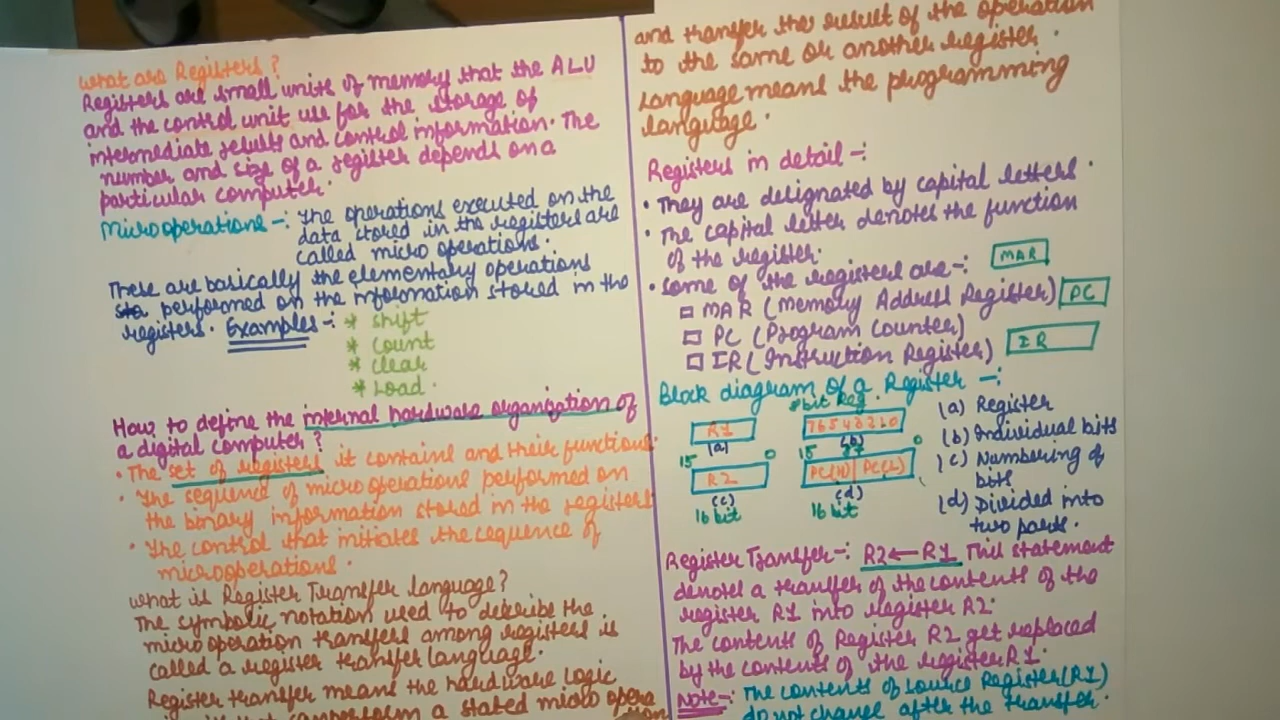 What are Registers?
Registers are small units of memory that the ALU
and the control unit use for the storage of
intermediate results and control information. The
number and size of a register depends on a
particular computer.
Microoperations -: The operations executed on the
data stored in the registers are
called micro operations.
These are basically the elementary operations
performed on the information stored in the
registers. Examples -:
* Shift
* Count
* Clear
* Load.
How to define the internal hardware organization of
a digital computer?
• The set of registers it contains and their functions.
• The sequence of microoperations performed on
the binary information stored in the registers
• The control that initiates the sequence of
microoperations.
What is Register Transfer language?
The symbolic notation used to describe the
micro operation transfers among registers is
called a register transfer language.
Register transfer means the hardware logic
perform a stated micro operation
and transfer the result of the operation
to the same or another register.
Language means the programming
language.
Registers in detail -:
• They are designated by capital letters.
• The capital letter denotes the function
of the register.
• Some of the registers are -:
MAR
□ MAR (Memory Address Register)
PC
□ PC (Program Counter)
□ IR (Instruction Register)
IR
Block diagram of a Register -:
8 bit Reg.
R1
76543210
(a)
(b)
15 0
15 0
R2
PC(H) PC(L)
(c)
(d)
16 bit
16 bit
(a) Register
(b) Individual bits
(c) Numbering of
bits
(d) Divided into
two parts.
Register Transfer -: R2 ← R1 This statement
denotes a transfer of the contents of the
register R1 into register R2.
The contents of Register R2 get replaced
by the contents of the register R1.
Note -: The contents of source Register (R1)
do not change after the transfer.